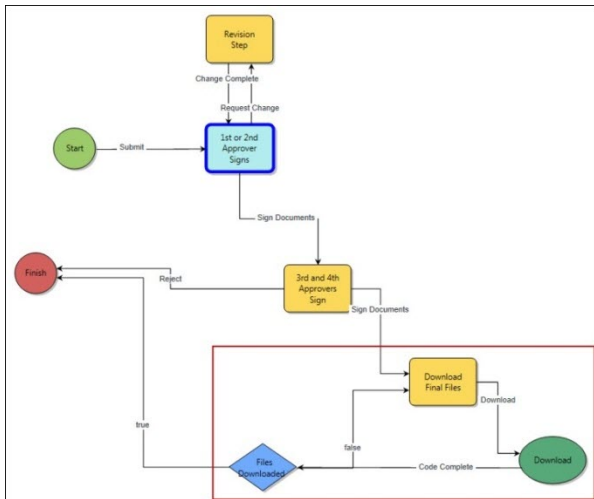 Revision
Step
Change Complete
Request Change
Start
Submit
1st or 2nd
Approver
Signs
Sign Documents
Finish
Reject
3rd and 4th
Approvers
Sign
Sign Documents
Download
Final Files
Download
true
false
Files
Downloaded
Code Complete
Download